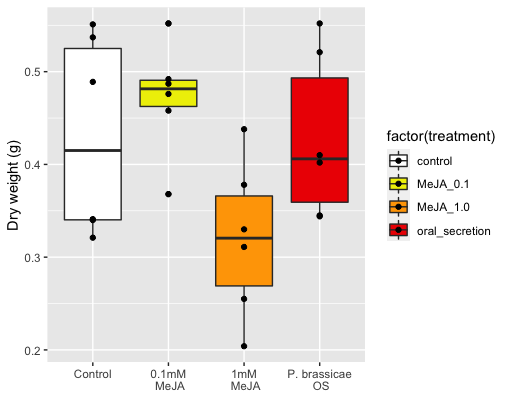 Dry weight (g)
0.5
0.4
0.3
0.2
Control
0.1mM
MeJA
1mM
MeJA
P. brassicae
OS
factor(treatment)
control
MeJA_0.1
MeJA_1.0
oral_secretion